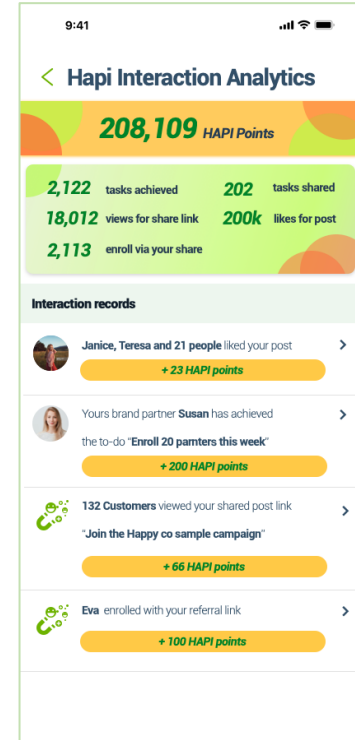 9:41
Hapi Interaction Analytics
208,109 HAPI Points
2,122 tasks achieved
202 tasks shared
18,012 views for share link
200k likes for post
2,113 enroll via your share
Interaction records
Janice, Teresa and 21 people liked your post
+ 23 HAPI points
Yours brand partner Susan has achieved
the to-do "Enroll 20 parnters this week"
+ 200 HAPI points
132 Customers viewed your shared post link
"Join the Happy co sample campaign"
+ 66 HAPI points
Eva enrolled with your referral link
+ 100 HAPI points